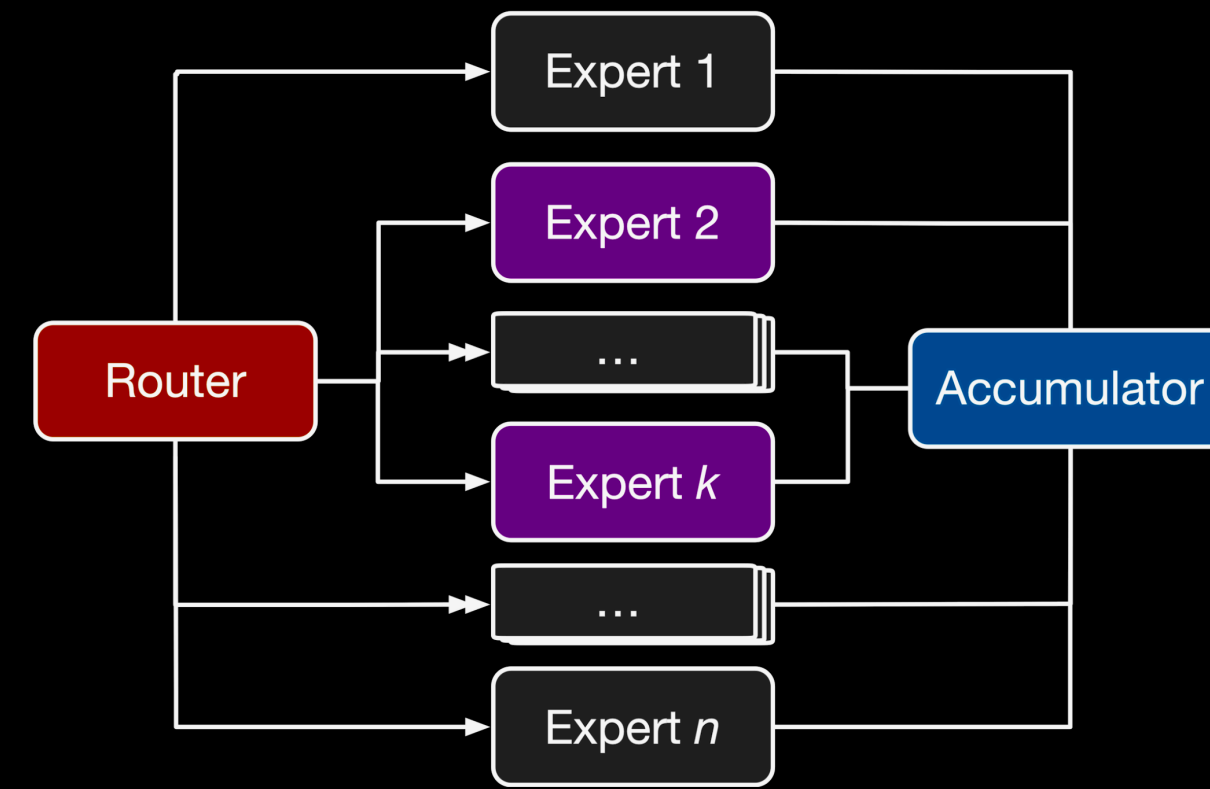 Expert 1
Expert 2
...
Router
Accumulator
Expert k
...
Expert n